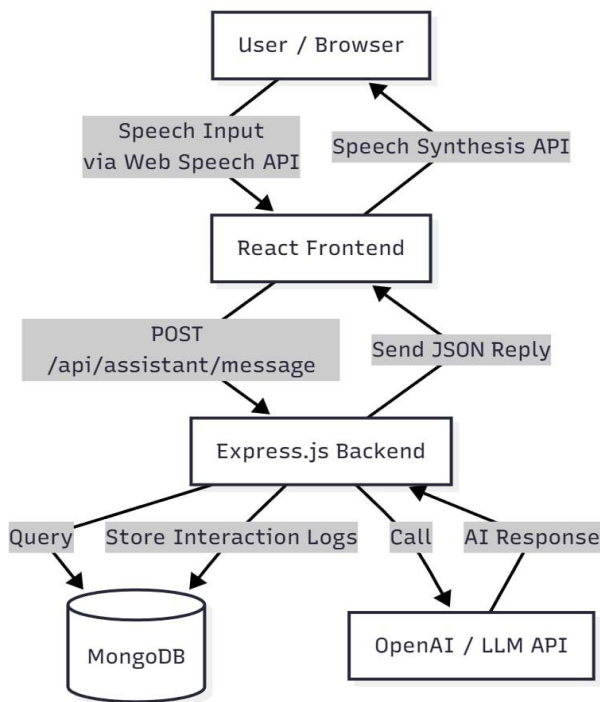 User / Browser
Speech Input
via Web Speech API
Speech Synthesis API
React Frontend
POST
/api/assistant/message
Send JSON Reply
Express.js Backend
Query
Store Interaction Logs
Call
AI Response
MongoDB
OpenAI / LLM API